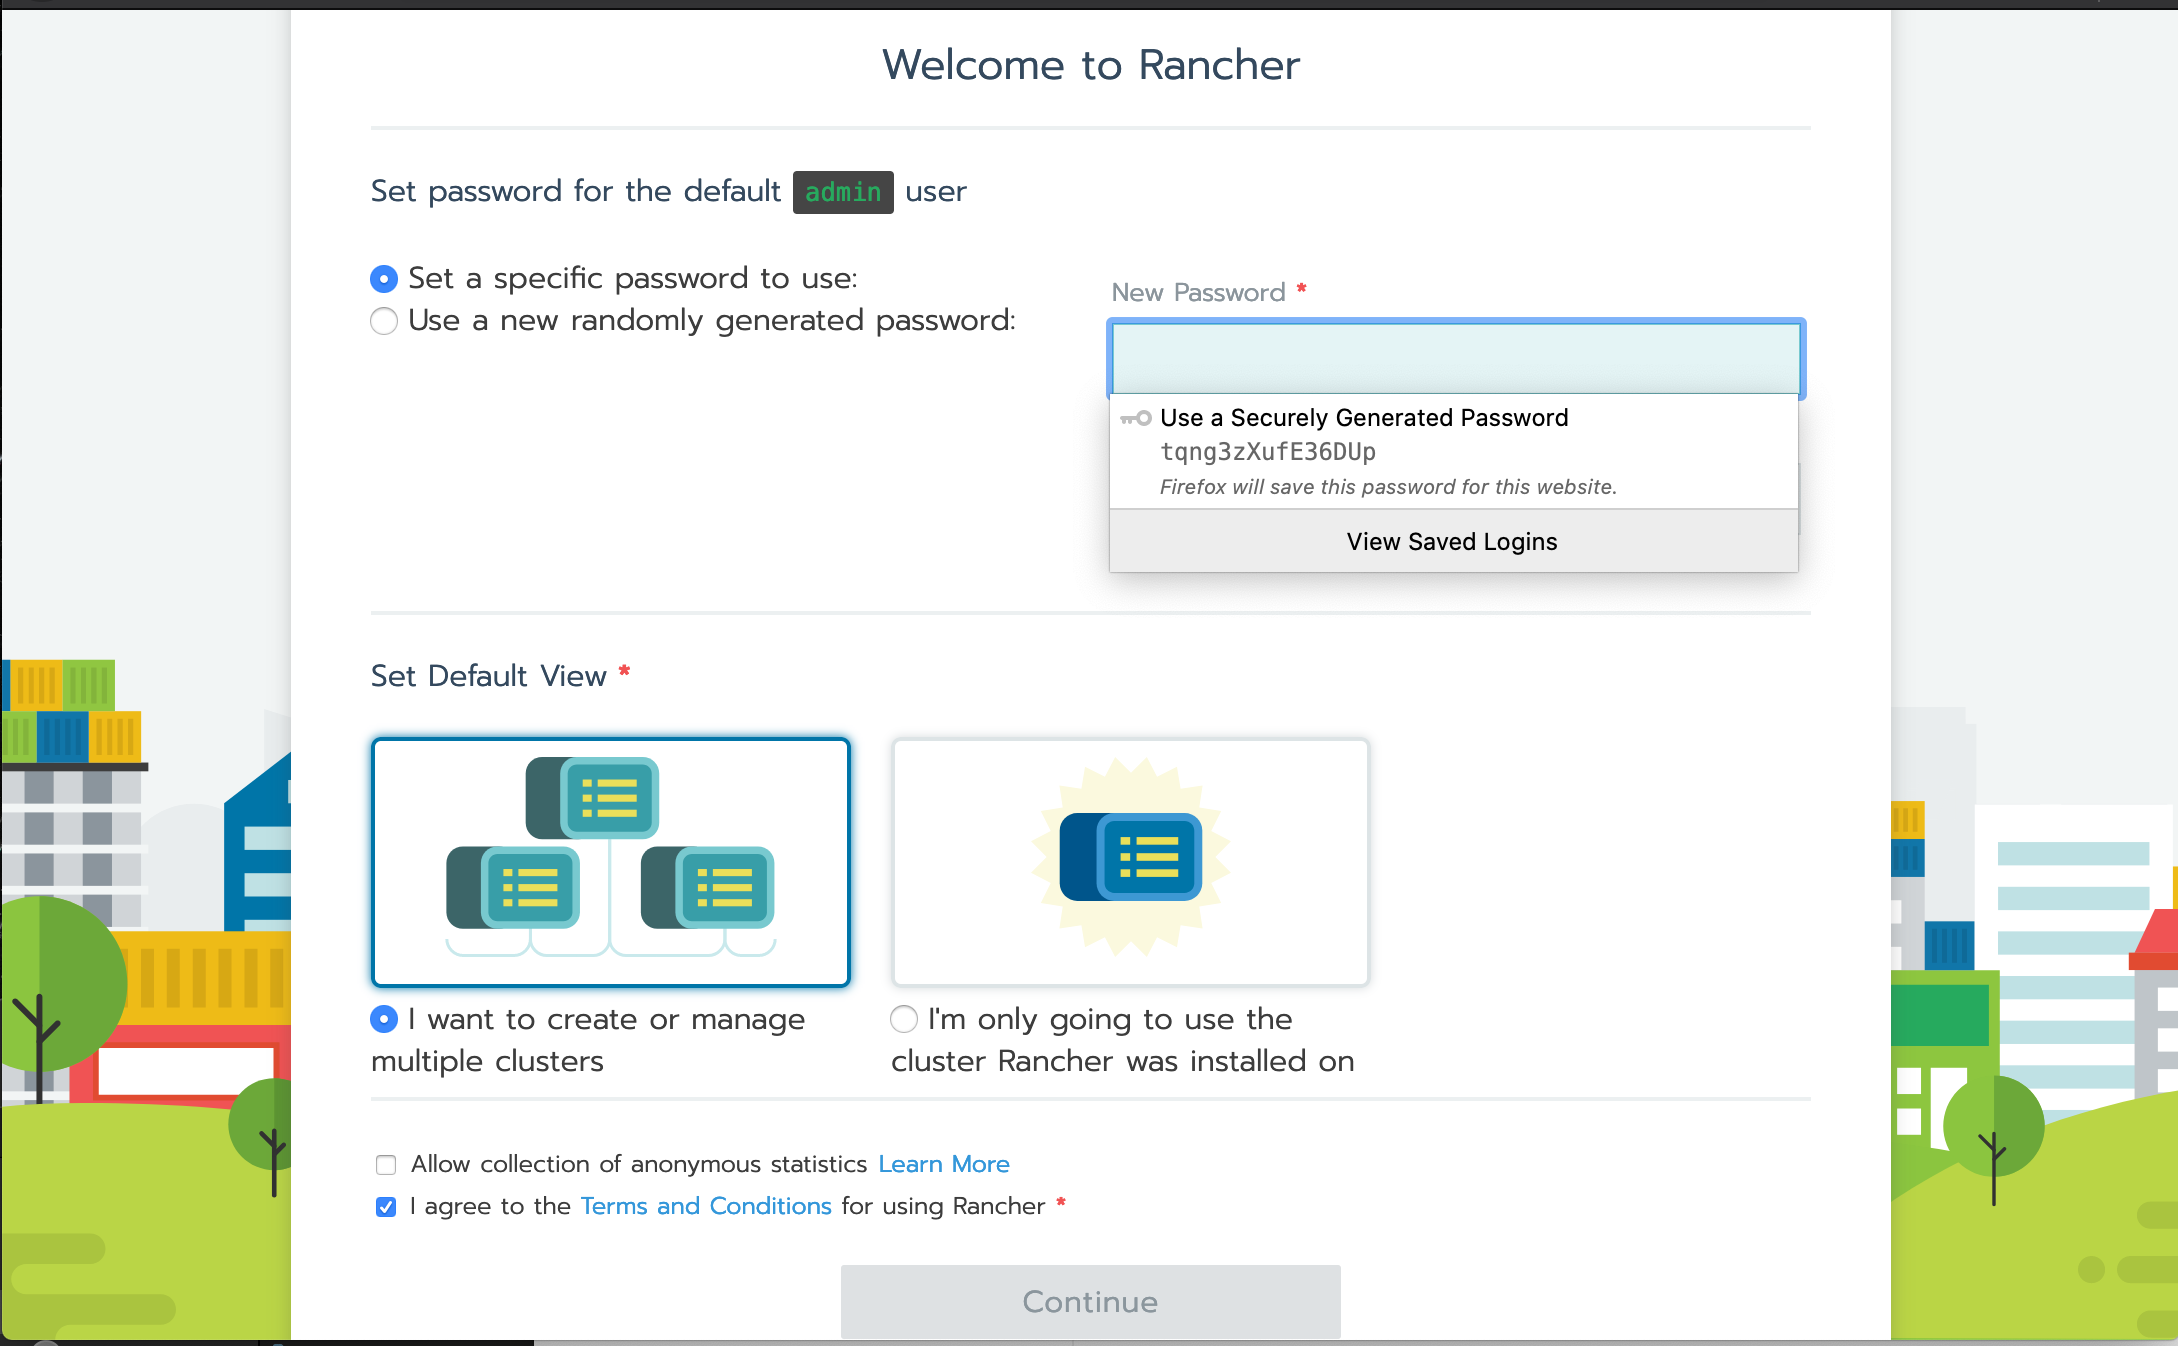 Welcome to Rancher
Set password for the default admin user
Set a specific password to use:
Use a new randomly generated password:
New Password *
Use a Securely Generated Password
tqng3zXufE36DUp
Firefox will save this password for this website.
View Saved Logins
Set Default View *
I want to create or manage
multiple clusters
I'm only going to use the
cluster Rancher was installed on
Allow collection of anonymous statistics Learn More
I agree to the Terms and Conditions for using Rancher *
Continue